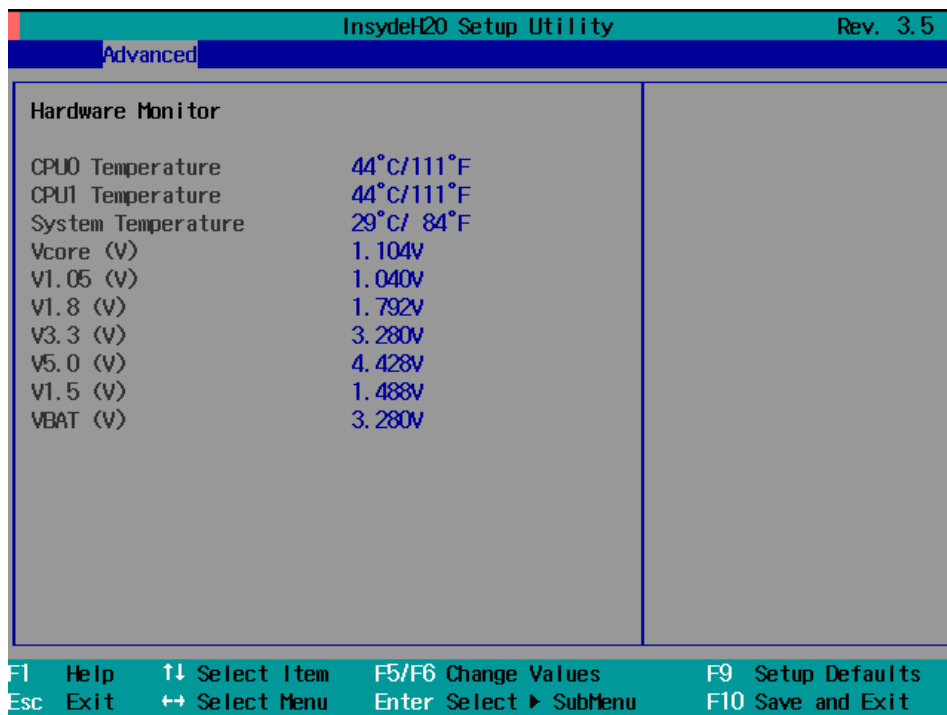 InsydeH2O Setup Utility Rev. 3.5
Advanced
Hardware Monitor
CPU0 Temperature 44°C/111°F
CPU1 Temperature 44°C/111°F
System Temperature 29°C/ 84°F
Vcore (V) 1.104V
V1.05 (V) 1.040V
V1.8 (V) 1.792V
V3.3 (V) 3.280V
V5.0 (V) 4.428V
V1.5 (V) 1.488V
VBAT (V) 3.280V
F1 Help ↑↓ Select Item F5/F6 Change Values F9 Setup Defaults
Esc Exit ↔ Select Menu Enter Select ▶ SubMenu F10 Save and Exit